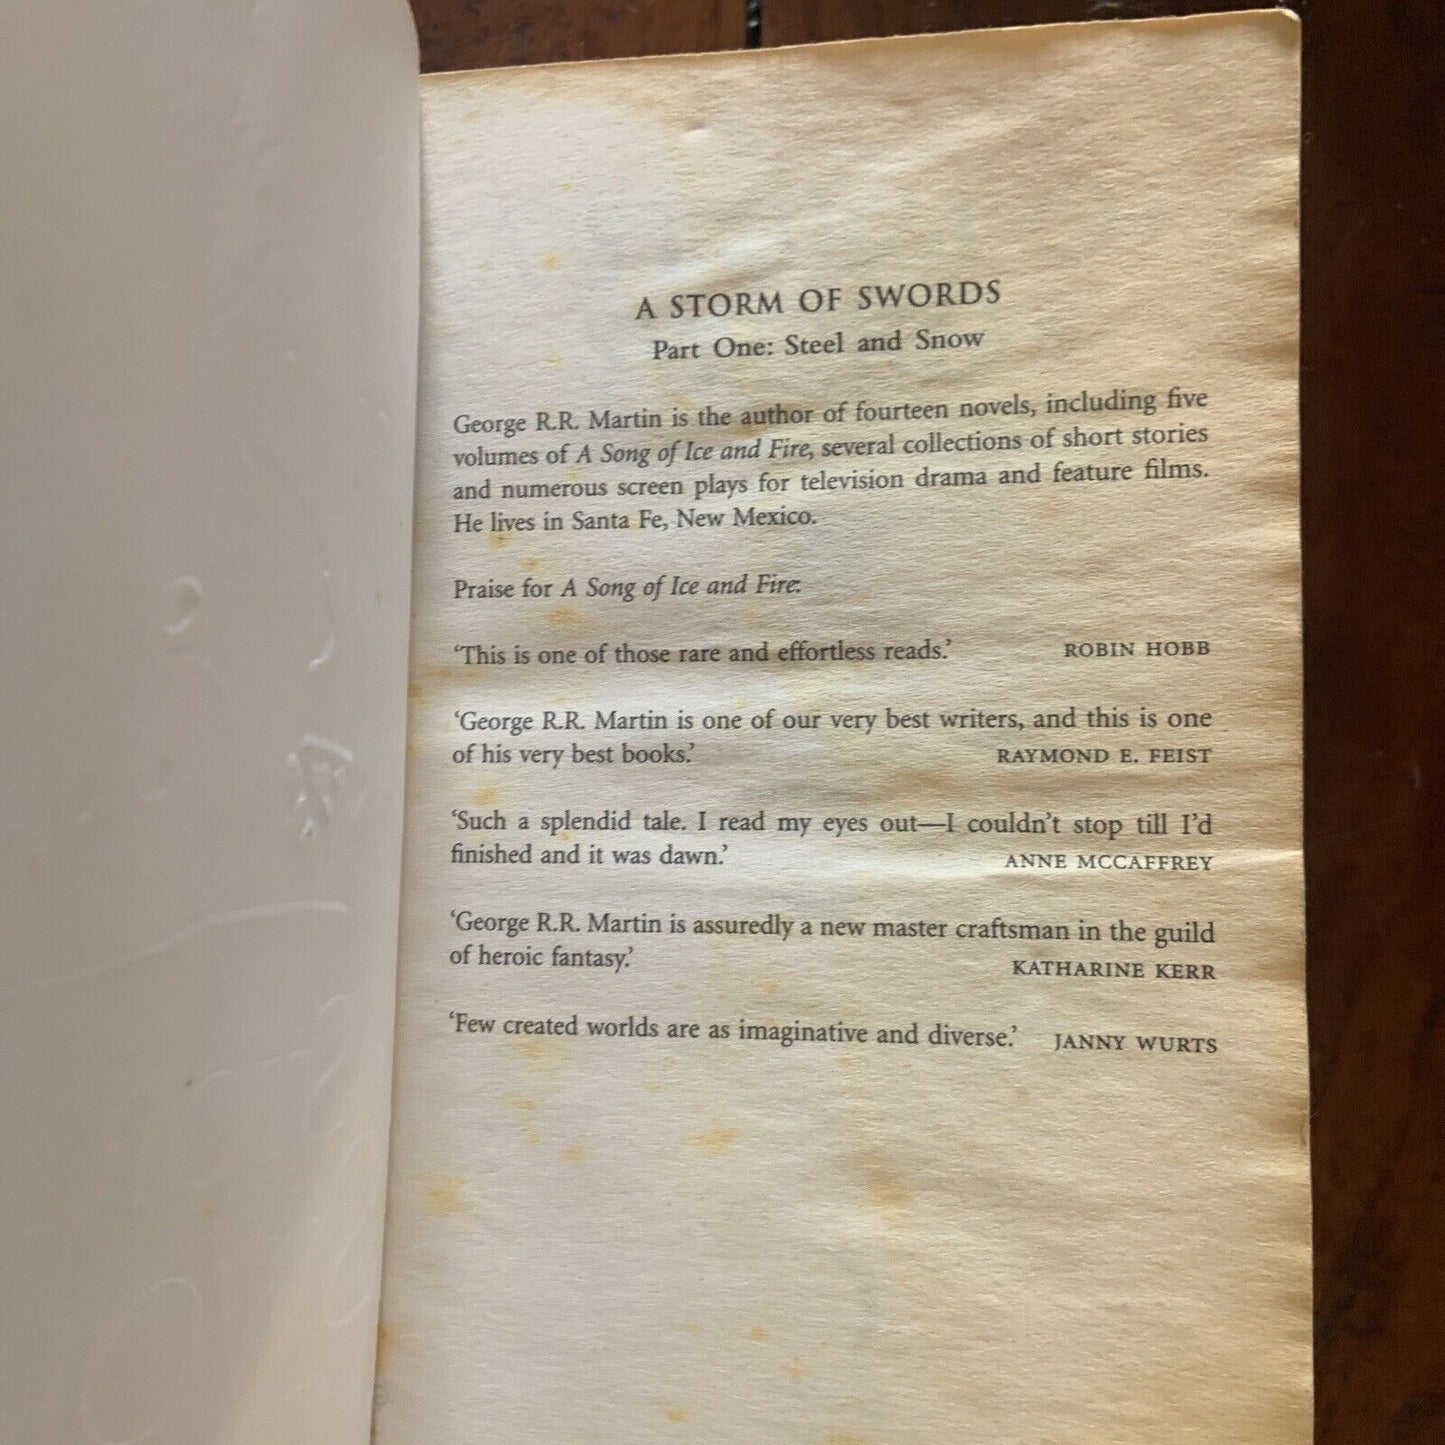 A STORM OF SWORDS
Part One: Steel and Snow
George R.R. Martin is the author of fourteen novels, including five
volumes of A Song of Ice and Fire, several collections of short stories
and numerous screen plays for television drama and feature films.
He lives in Santa Fe, New Mexico.
Praise for A Song of Ice and Fire:
‘This is one of those rare and effortless reads.’ ROBIN HOBB
‘George R.R. Martin is one of our very best writers, and this is one
of his very best books.’ RAYMOND E. FEIST
‘Such a splendid tale. I read my eyes out—I couldn’t stop till I’d
finished and it was dawn.’ ANNE MCCAFFREY
‘George R.R. Martin is assuredly a new master craftsman in the guild
of heroic fantasy.’ KATHARINE KERR
‘Few created worlds are as imaginative and diverse.’ JANNY WURTS